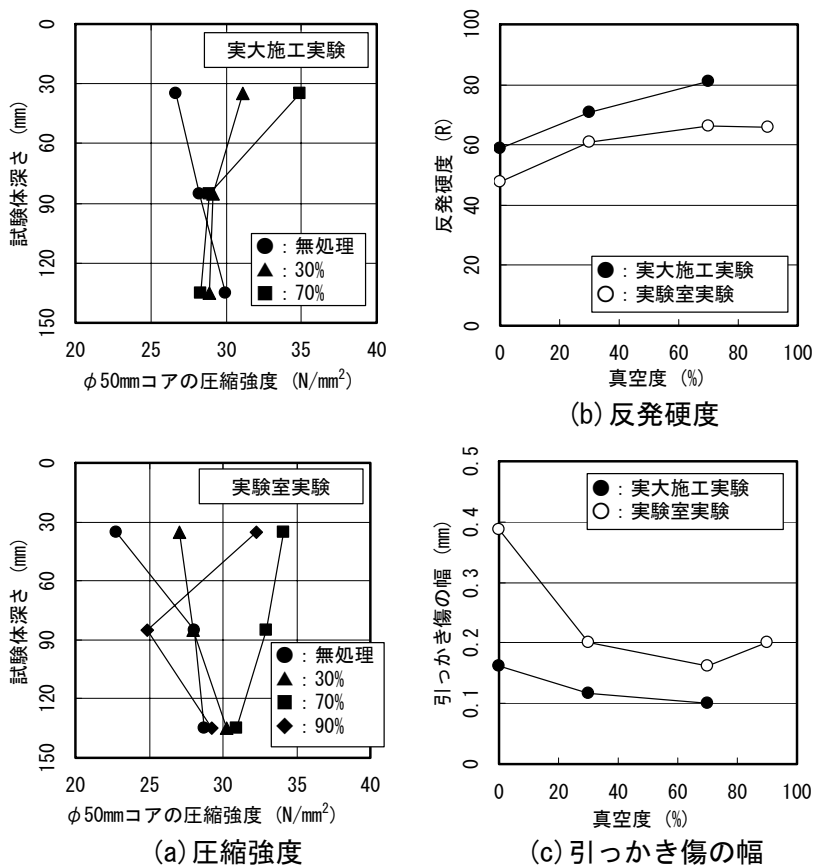 実大施工実験
試験体深さ (mm)
0
30
60
90
120
150
●：無処理
▲：30%
■：70%
20 25 30 35 40
φ50mmコアの圧縮強度 (N/mm²)
反発硬度 (R)
100
80
60
40
20
0
●：実大施工実験
○：実験室実験
0 20 40 60 80 100
真空度 (%)
(b) 反発硬度
実験室実験
試験体深さ (mm)
0
30
60
90
120
150
●：無処理
▲：30%
■：70%
◆：90%
20 25 30 35 40
φ50mmコアの圧縮強度 (N/mm²)
(a) 圧縮強度
引っかき傷の幅 (mm)
0.5
0.4
0.3
0.2
0.1
0
●：実大施工実験
○：実験室実験
0 20 40 60 80 100
真空度 (%)
(c) 引っかき傷の幅